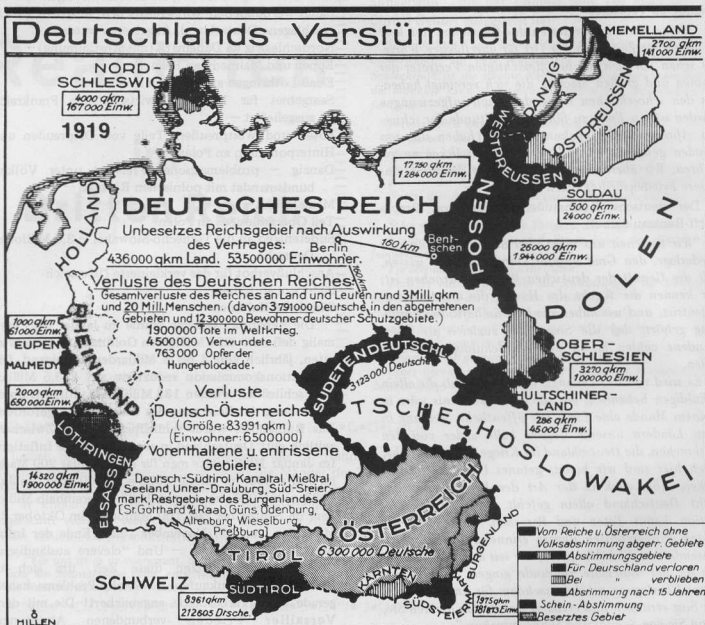 Deutschlands Verstümmelung
MEMELLAND
2700 qkm
141000 Einw.
NORD-
SCHLESWIG
4000 qkm
167000 Einw.
1919
DANZIG
OSTPREUSSEN
WESTPREUSSEN
17750 qkm
1284000 Einw.
SOLDAU
500 qkm
24000 Einw.
HOLLAND
DEUTSCHES REICH
Unbesetzes Reichsgebiet nach Auswirkung
des Vertrages:
Berlin
436000 qkm Land. 53500000 Einwohner.
160 km
Bent-
schen
POSEN
26000 qkm
1944000 Einw.
POLEN
Verluste des Deutschen Reiches:
Gesamtverluste des Reiches an Land und Leuten rund 3 Mill. qkm
und 20 Mill. Menschen. (davon 3791000 Deutsche, in den abgetretenen
Gebieten und 12300000 Bewohner deutscher Schutzgebiete.)
1900000 Tote im Weltkrieg.
4500000 Verwundete.
763000 Opfer der
Hungerblockade.
1000 qkm
61000 Einw.
EUPEN
MALMEDY
RHEINLAND
2000 qkm
650000 Einw.
OBER-
SCHLESIEN
3270 qkm
1000000 Einw.
SUDETENDEUTSCHL
3123000 Deutsche
HULTSCHINER-
LAND
286 qkm
45000 Einw.
TSCHECHOSLOWAKEI
LOTHRINGEN
ELSASS
14520 qkm
1900000 Einw.
Verluste
Deutsch-Österreichs
(Größe: 83991 qkm)
(Einwohner: 6500000)
Vorenthaltene u. entrissene
Gebiete:
Deutsch-Südtirol, Kanaltal, Mießtal,
Seeland, Unter-Drauburg, Süd-Steier-
mark, Restgebiete des Burgenlandes
(St. Gotthard a/Raab, Güns, Ödenburg,
Altenburg, Wieselburg,
Preßburg)
ÖSTERREICH
6300000 Deutsche
TIROL
SÜDTIROL
KÄRNTEN
SÜDSTEIERMARK
BURGENLAND
SCHWEIZ
8961 qkm
212805 Dtsche.
1975 qkm
Vom Reiche u. Österreich ohne
Volksabstimmung abgetr. Gebiete
Abstimmungsgebiete
Für Deutschland verloren
Bei " verblieben
Abstimmung nach 15 Jahren
Schein-Abstimmung
Besetztes Gebiet